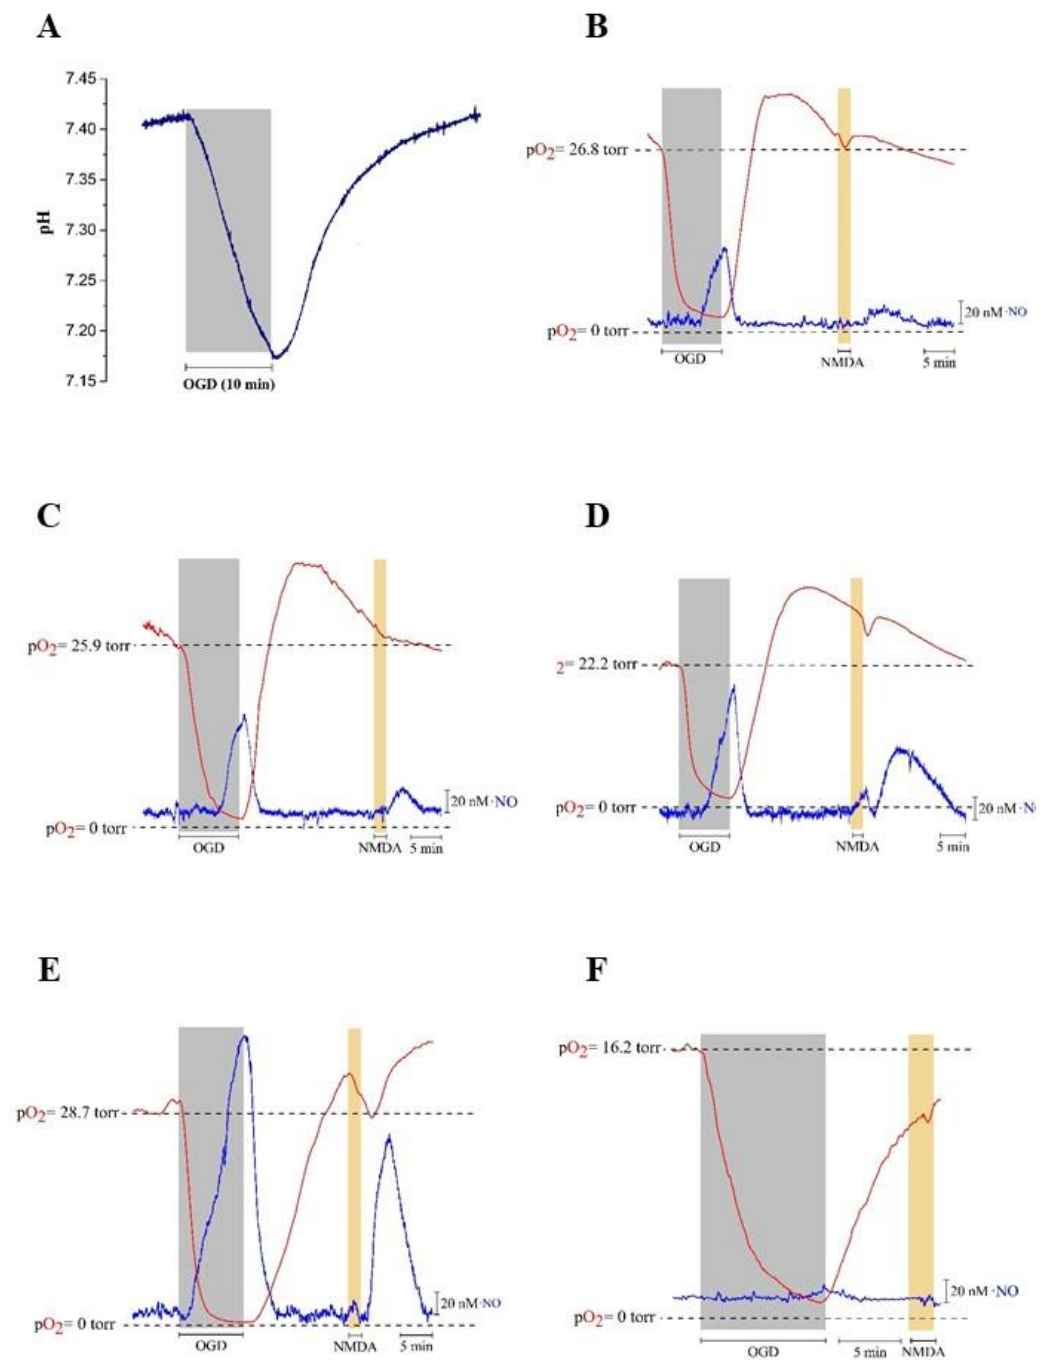 A
B
7.45
7.40
7.35
7.30
7.25
7.20
7.15
pH
OGD (10 min)
pO2= 26.8 torr
pO2= 0 torr
20 nM·NO
OGD
NMDA
5 min
C
D
pO2= 25.9 torr
pO2= 0 torr
20 nM·NO
OGD
NMDA
5 min
2= 22.2 torr
pO2= 0 torr
20 nM·N
OGD
NMDA
5 min
E
F
pO2= 28.7 torr
pO2= 0 torr
20 nM·NO
OGD
NMDA
5 min
pO2= 16.2 torr
pO2= 0 torr
20 nM·NO
OGD
5 min
NMDA